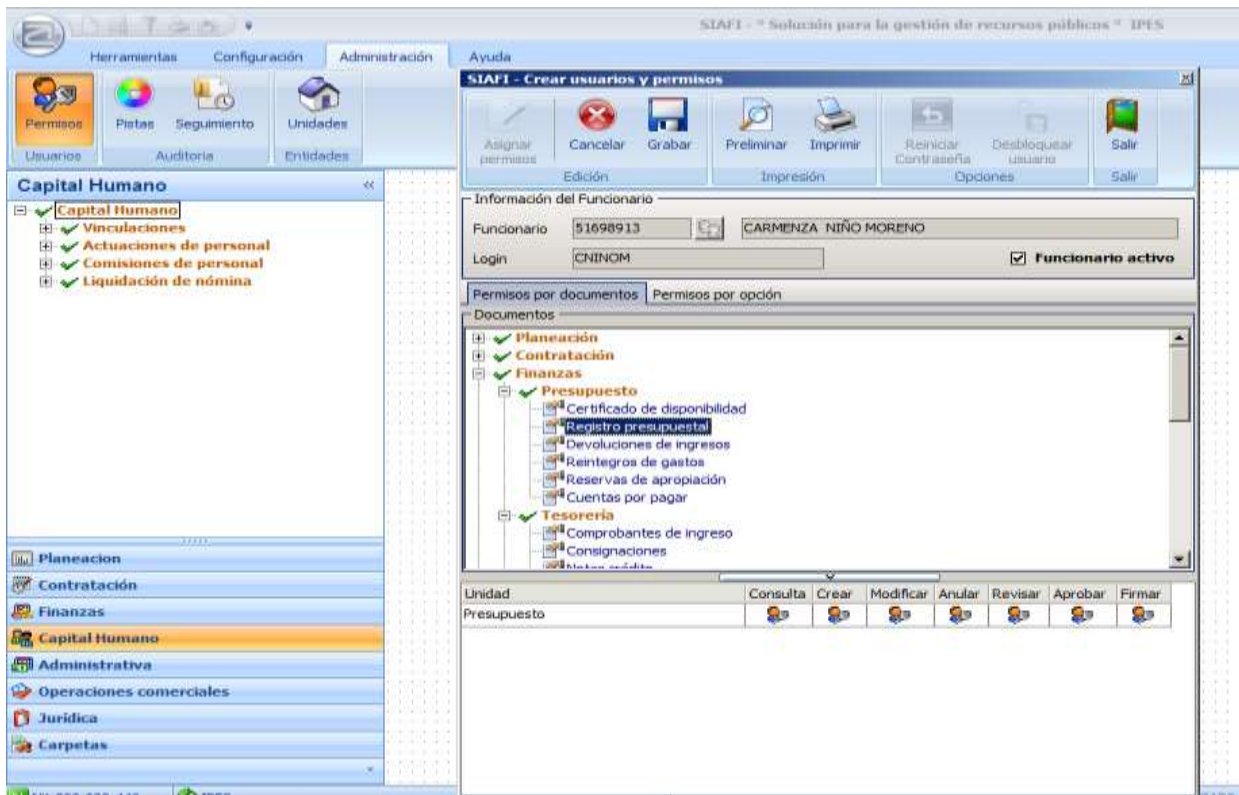 SIAFI - " Solución para la gestión de recursos públicos " IPES
Herramientas Configuración Administración Ayuda
Permisos Pistas Seguimiento Unidades
Usuarios Auditoria Entidades
Capital Humano
Capital Humano
Vinculaciones
Actuaciones de personal
Comisiones de personal
Liquidación de nómina
Planeacion
Contratación
Finanzas
Capital Humano
Administrativa
Operaciones comerciales
Jurídica
Carpetas
SIAFI - Crear usuarios y permisos
Asignar permisos Cancelar Grabar Preliminar Imprimir Reiniciar Contraseña Desbloquear usuario Salir
Edición Impresión Opciones Salir
Información del Funcionario
Funcionario 51698913 CARMENZA NIÑO MORENO
Login CNINOM Funcionario activo
Permisos por documentos Permisos por opción
Documentos
Planeación
Contratación
Finanzas
Presupuesto
Certificado de disponibilidad
Registro presupuestal
Devoluciones de ingresos
Reintegros de gastos
Reservas de apropiación
Cuentas por pagar
Tesorería
Comprobantes de ingreso
Consignaciones
Unidad Consulta Crear Modificar Anular Revisar Aprobar Firmar
Presupuesto